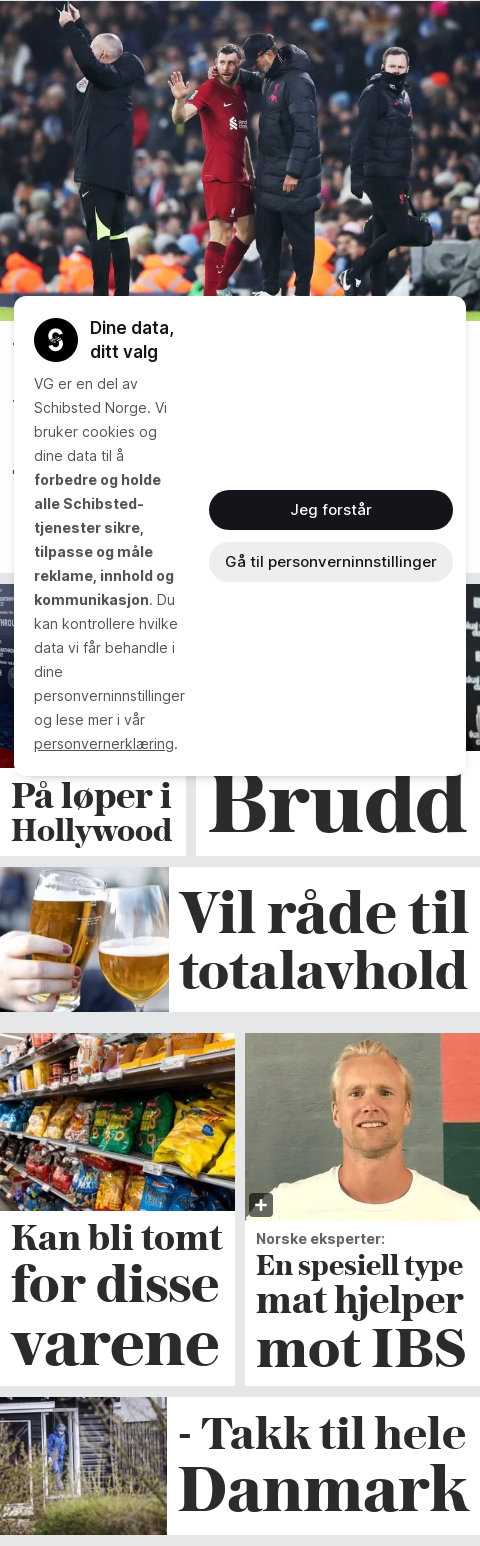 Dine data,
ditt valg
VG er en del av
Schibsted Norge. Vi
bruker cookies og
dine data til å
forbedre og holde
alle Schibsted-
tjenester sikre,
tilpasse og måle
reklame, innhold og
kommunikasjon. Du
kan kontrollere hvilke
data vi får behandle i
dine
personverninnstillinger
og lese mer i vår
personvernerklæring.
Jeg forstår
Gå til personverninnstillinger
På løper i
Hollywood
Brudd
Vil råde til
totalavhold
Kan bli tomt
for disse
varene
Norske eksperter:
En spesiell type
mat hjelper
mot IBS
- Takk til hele
Danmark